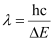 λ = hc / ΔE